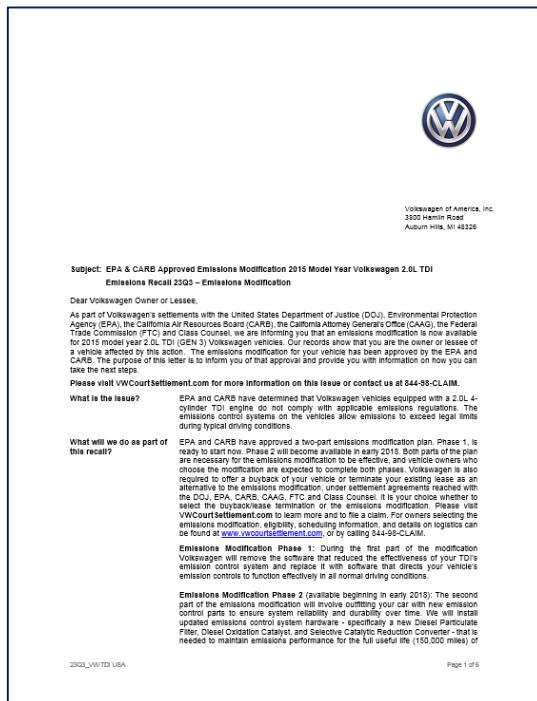 Volkswagen of America, Inc.
3800 Hamlin Road
Auburn Hills, MI 48326
Subject: EPA & CARB Approved Emissions Modification 2015 Model Year Volkswagen 2.0L TDI
Emissions Recall 23Q3 – Emissions Modification
Dear Volkswagen Owner or Lessee,
As part of Volkswagen's settlements with the United States Department of Justice (DOJ), Environmental Protection
Agency (EPA), the California Air Resources Board (CARB), the California Attorney General's Office (CAAG), the Federal
Trade Commission (FTC) and Class Counsel, we are informing you that an emissions modification is now available
for 2015 model year 2.0L TDI (GEN 3) Volkswagen vehicles. Our records show that you are the owner or lessee of
a vehicle affected by this action. The emissions modification for your vehicle has been approved by the EPA and
CARB. The purpose of this letter is to inform you of that approval and provide you with information on how you can
take the next steps.
Please visit VWCourtSettlement.com for more information on this issue or contact us at 844-98-CLAIM.
What is the issue? EPA and CARB have determined that Volkswagen vehicles equipped with a 2.0L 4-
cylinder TDI engine do not comply with applicable emissions regulations. The
emissions control systems on the vehicles allow emissions to exceed legal limits
during typical driving conditions.
What will we do as part of this recall? EPA and CARB have approved a two-part emissions modification plan. Phase 1, is
ready to start now. Phase 2 will become available in early 2018. Both parts of the plan
are necessary for the emissions modification to be effective, and vehicle owners who
choose the modification are expected to complete both phases. Volkswagen is also
required to offer a buyback of your vehicle or terminate your existing lease as an
alternative to the emissions modification, under settlement agreements reached with
the DOJ, EPA, CARB, CAAG, FTC and Class Counsel. It is your choice whether to
select the buyback/lease termination or the emissions modification. Please visit
VWCourtSettlement.com to learn more and to file a claim. For owners selecting the
emissions modification, eligibility, scheduling information, and details on logistics can
be found at www.vwcourtsettlement.com, or by calling 844-98-CLAIM.
Emissions Modification Phase 1: During the first part of the modification
Volkswagen will remove the software that reduced the effectiveness of your TDI's
emission control system and replace it with software that directs your vehicle's
emission controls to function effectively in all normal driving conditions.
Emissions Modification Phase 2 (available beginning in early 2018): The second
part of the emissions modification will involve outfitting your car with new emission
control parts to ensure system reliability and durability over time. We will install
updated emissions control system hardware - specifically a new Diesel Particulate
Filter, Diesel Oxidation Catalyst, and Selective Catalytic Reduction Converter - that is
needed to maintain emissions performance for the full useful life (150,000 miles) of
23Q3_VWTDI USA
Page 1 of 6